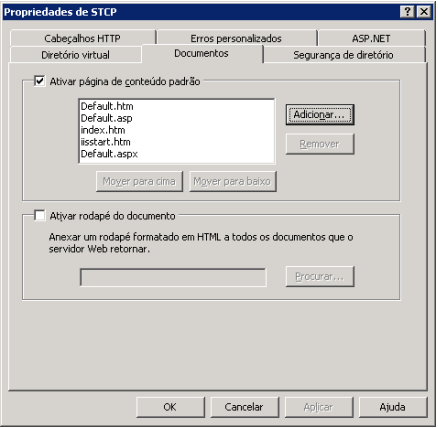 Propriedades de STCP
Cabeçalhos HTTP
Erros personalizados
ASP.NET
Diretório virtual
Documentos
Segurança de diretório
Ativar página de conteúdo padrão
Default.htm
Default.asp
index.htm
iisstart.htm
Default.aspx
Adicionar...
Remover
Mover para cima
Mover para baixo
Ativar rodapé do documento
Anexar um rodapé formatado em HTML a todos os documentos que o
servidor Web retornar.
Procurar...
OK
Cancelar
Aplicar
Ajuda